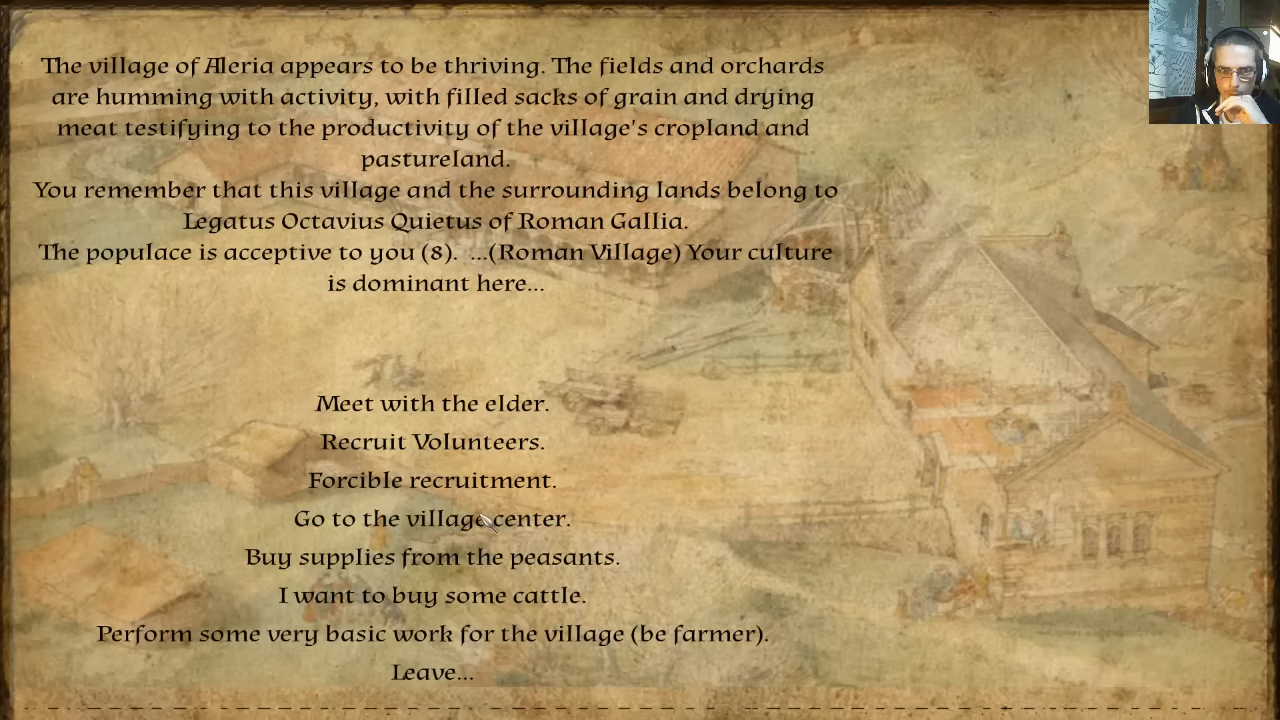 The village of Aleria appears to be thriving. The fields and orchards
are humming with activity, with filled sacks of grain and drying
meat testifying to the productivity of the village's cropland and
pastureland.
You remember that this village and the surrounding lands belong to
Legatus Octavius Quietus of Roman Gallia.
The populace is acceptive to you (8).  ...(Roman Village) Your culture
is dominant here...
Meet with the elder.
Recruit Volunteers.
Forcible recruitment.
Go to the village center.
Buy supplies from the peasants.
I want to buy some cattle.
Perform some very basic work for the village (be farmer).
Leave...